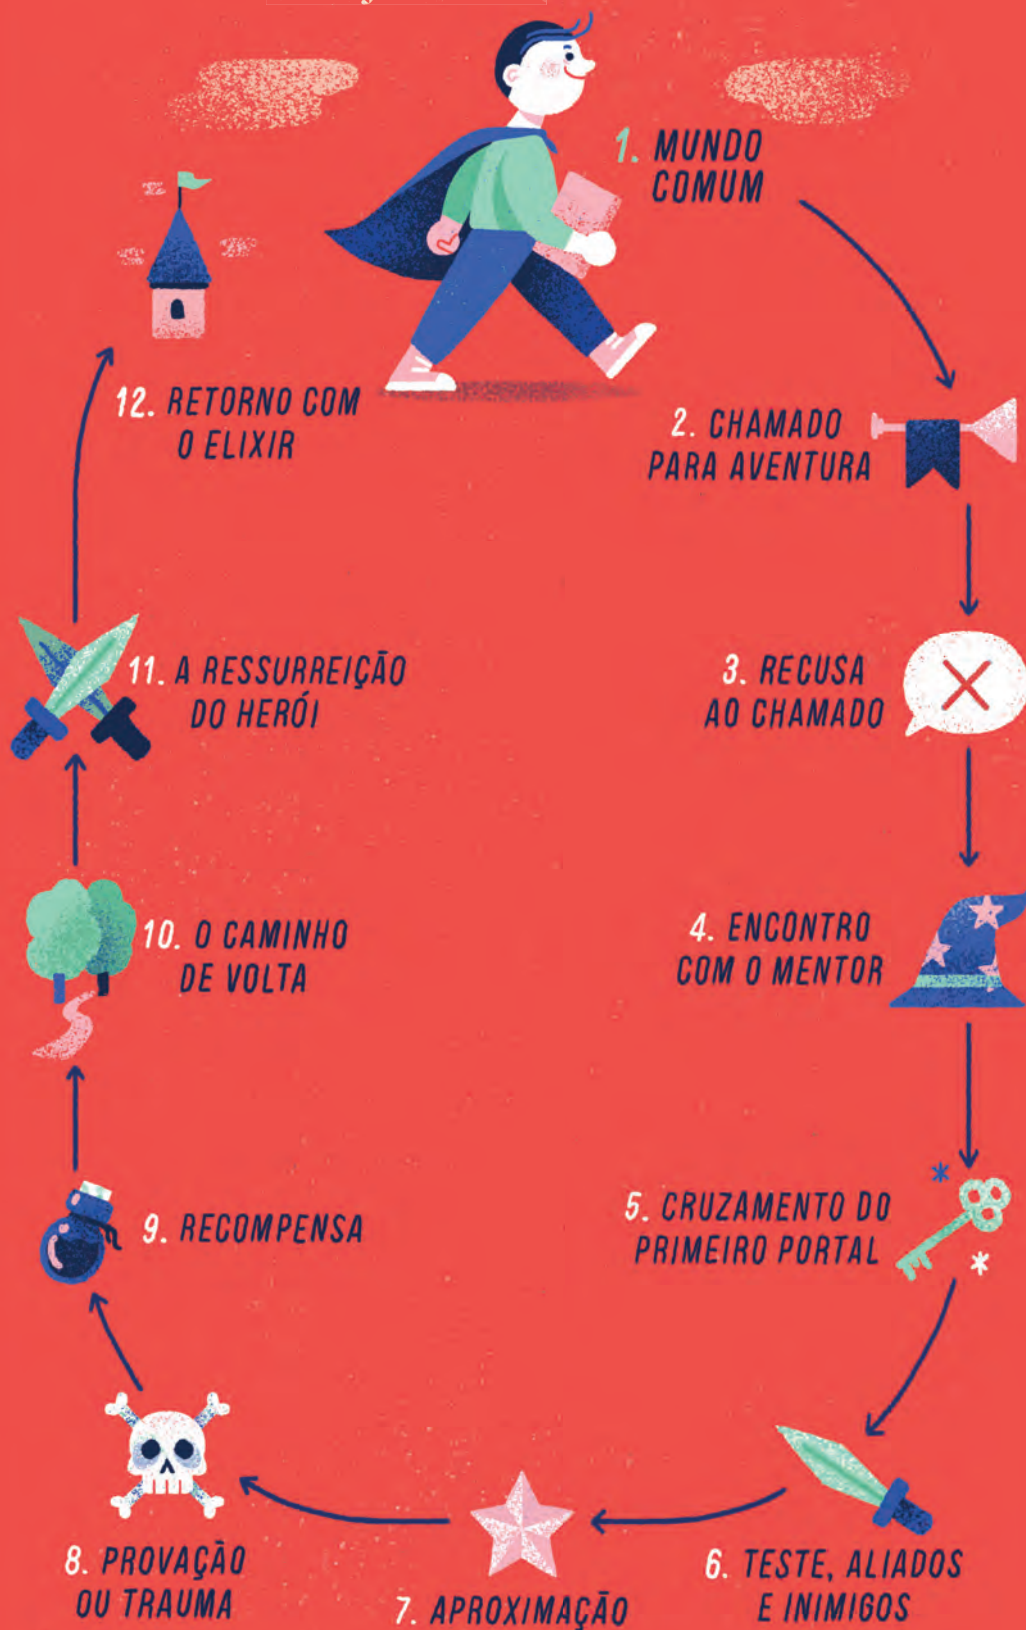 1. MUNDO
COMUM
2. CHAMADO
PARA AVENTURA
3. RECUSA
AO CHAMADO
4. ENCONTRO
COM O MENTOR
5. CRUZAMENTO DO
PRIMEIRO PORTAL
6. TESTE, ALIADOS
E INIMIGOS
7. APROXIMAÇÃO
8. PROVAÇÃO
OU TRAUMA
9. RECOMPENSA
10. O CAMINHO
DE VOLTA
11. A RESSURREIÇÃO
DO HERÓI
12. RETORNO COM
O ELIXIR